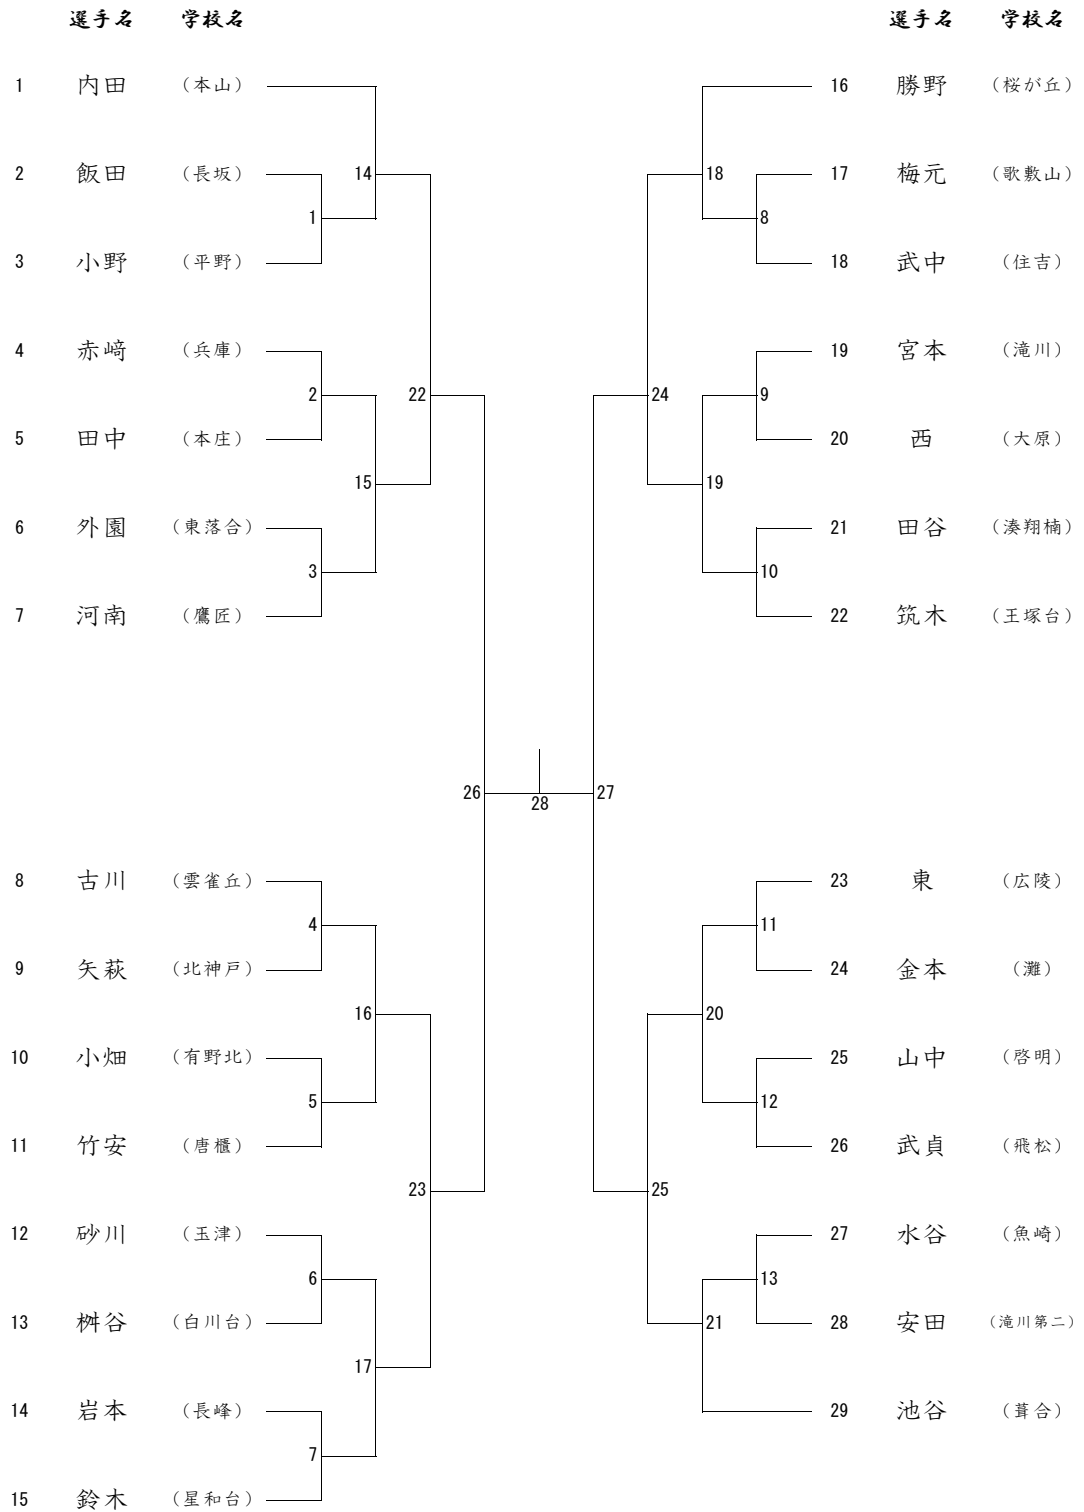 選手名 学校名 選手名 学校名
1 内田 （本山） 16 勝野 （桜が丘）
2 飯田 （長坂） 14 18 17 梅元 （歌敷山）
1 8
3 小野 （平野） 18 武中 （住吉）
4 赤﨑 （兵庫） 19 宮本 （滝川）
2 22 24 9
5 田中 （本庄） 20 西 （大原）
15 19
6 外園 （東落合） 21 田谷 （湊翔楠）
3 10
7 河南 （鷹匠） 22 筑木 （王塚台）
26 28 27
8 古川 （雲雀丘） 23 東 （広陵）
4 11
9 矢萩 （北神戸） 24 金本 （灘）
16 20
10 小畑 （有野北） 25 山中 （啓明）
5 12
11 竹安 （唐櫃） 26 武貞 （飛松）
23 25
12 砂川 （玉津） 27 水谷 （魚崎）
6 13
13 桝谷 （白川台） 21 28 安田 （滝川第二）
17
14 岩本 （長峰） 29 池谷 （葺合）
7
15 鈴木 （星和台）